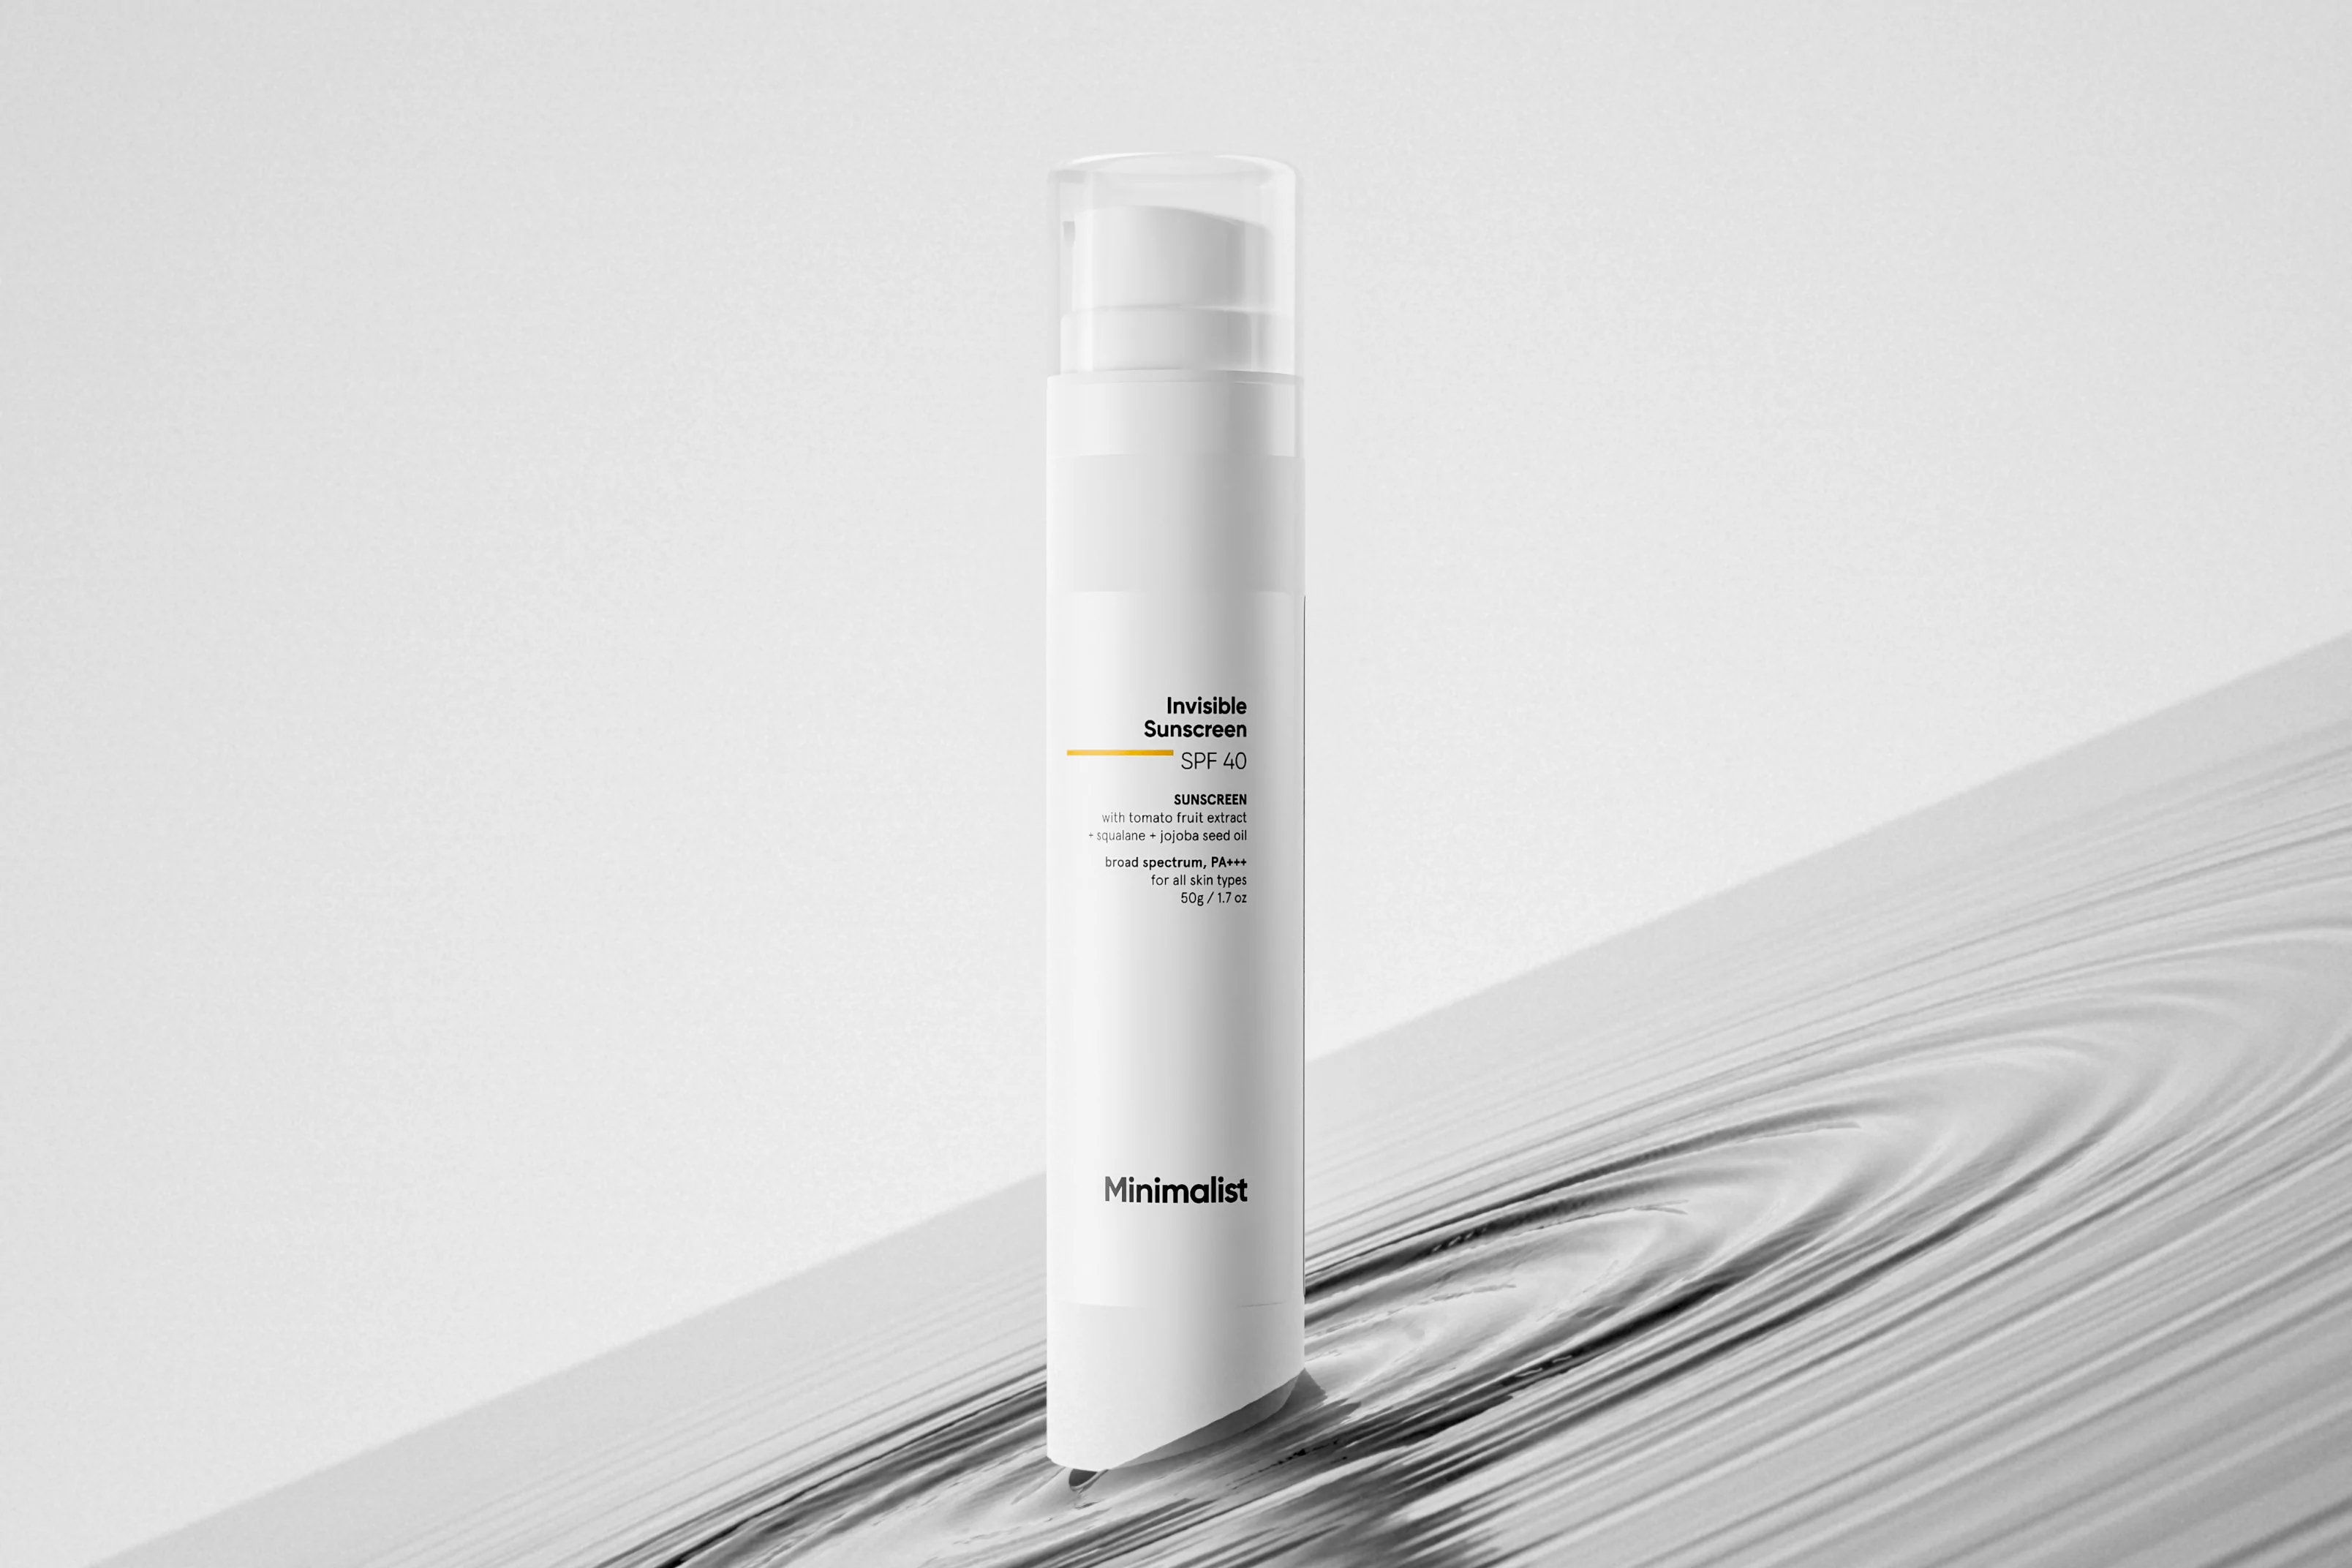 Invisible
Sunscreen
SPF 40
SUNSCREEN
with tomato fruit extract
+ squalane + jojoba seed oil
broad spectrum, PA+++
for all skin types
50g / 1.7 oz
Minimalist